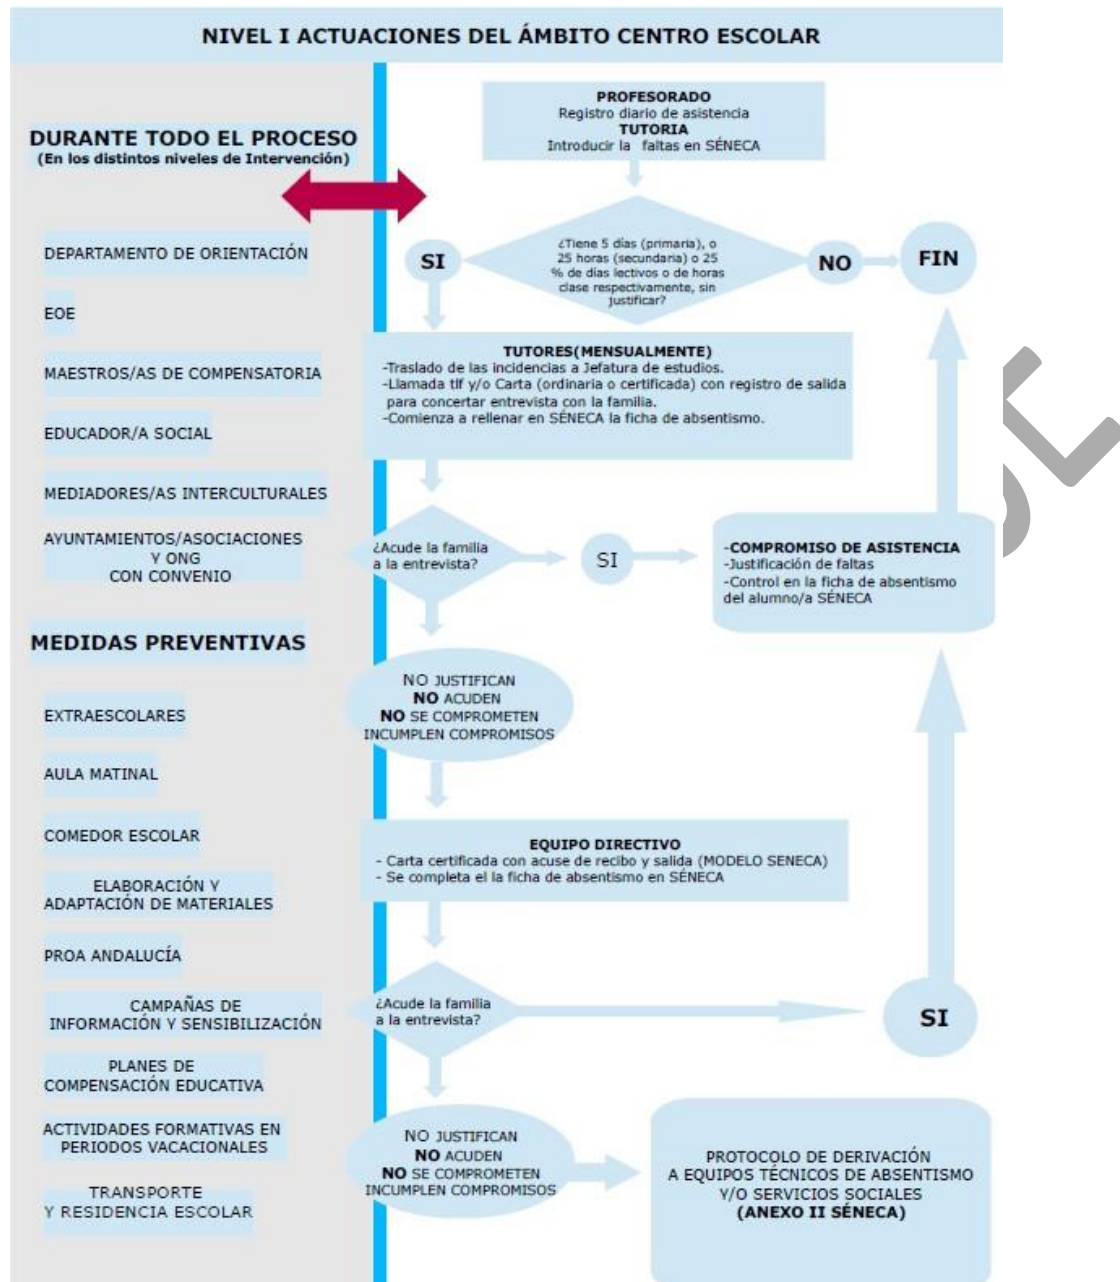 NIVEL I ACTUACIONES DEL ÁMBITO CENTRO ESCOLAR
DURANTE TODO EL PROCESO
(En los distintos niveles de Intervención)
DEPARTAMENTO DE ORIENTACIÓN
EOE
MAESTROS/AS DE COMPENSATORIA
EDUCADOR/A SOCIAL
MEDIADORES/AS INTERCULTURALES
AYUNTAMIENTOS/ASOCIACIONES
Y ONG
CON CONVENIO
MEDIDAS PREVENTIVAS
EXTRAESCOLARES
AULA MATINAL
COMEDOR ESCOLAR
ELABORACIÓN Y
ADAPTACIÓN DE MATERIALES
PROA ANDALUCÍA
CAMPAÑAS DE
INFORMACIÓN Y SENSIBILIZACIÓN
PLANES DE
COMPENSACIÓN EDUCATIVA
ACTIVIDADES FORMATIVAS EN
PERIODOS VACACIONALES
TRANSPORTE
Y RESIDENCIA ESCOLAR
PROFESORADO
Registro diario de asistencia
TUTORIA
Introducir la faltas en SÉNECA
¿Tiene 5 días (primaria), o
25 horas (secundaria) o 25
% de días lectivos o de horas
clase respectivamente, sin
justificar?
SI
NO
FIN
TUTORES(MENSUALMENTE)
-Traslado de las incidencias a Jefatura de estudios.
-Llamada tlf y/o Carta (ordinaria o certificada) con registro de salida
para concertar entrevista con la familia.
-Comienza a rellenar en SÉNECA la ficha de absentismo.
¿Acude la familia
a la entrevista?
SI
-COMPROMISO DE ASISTENCIA
-Justificación de faltas
-Control en la ficha de absentismo
del alumno/a SÉNECA
NO JUSTIFICAN
NO ACUDEN
NO SE COMPROMETEN
INCUMPLEN COMPROMISOS
EQUIPO DIRECTIVO
- Carta certificada con acuse de recibo y salida (MODELO SENECA)
- Se completa el la ficha de absentismo en SÉNECA
¿Acude la familia
a la entrevista?
SI
NO JUSTIFICAN
NO ACUDEN
NO SE COMPROMETEN
INCUMPLEN COMPROMISOS
PROTOCOLO DE DERIVACIÓN
A EQUIPOS TÉCNICOS DE ABSENTISMO
Y/O SERVICIOS SOCIALES
(ANEXO II SÉNECA)